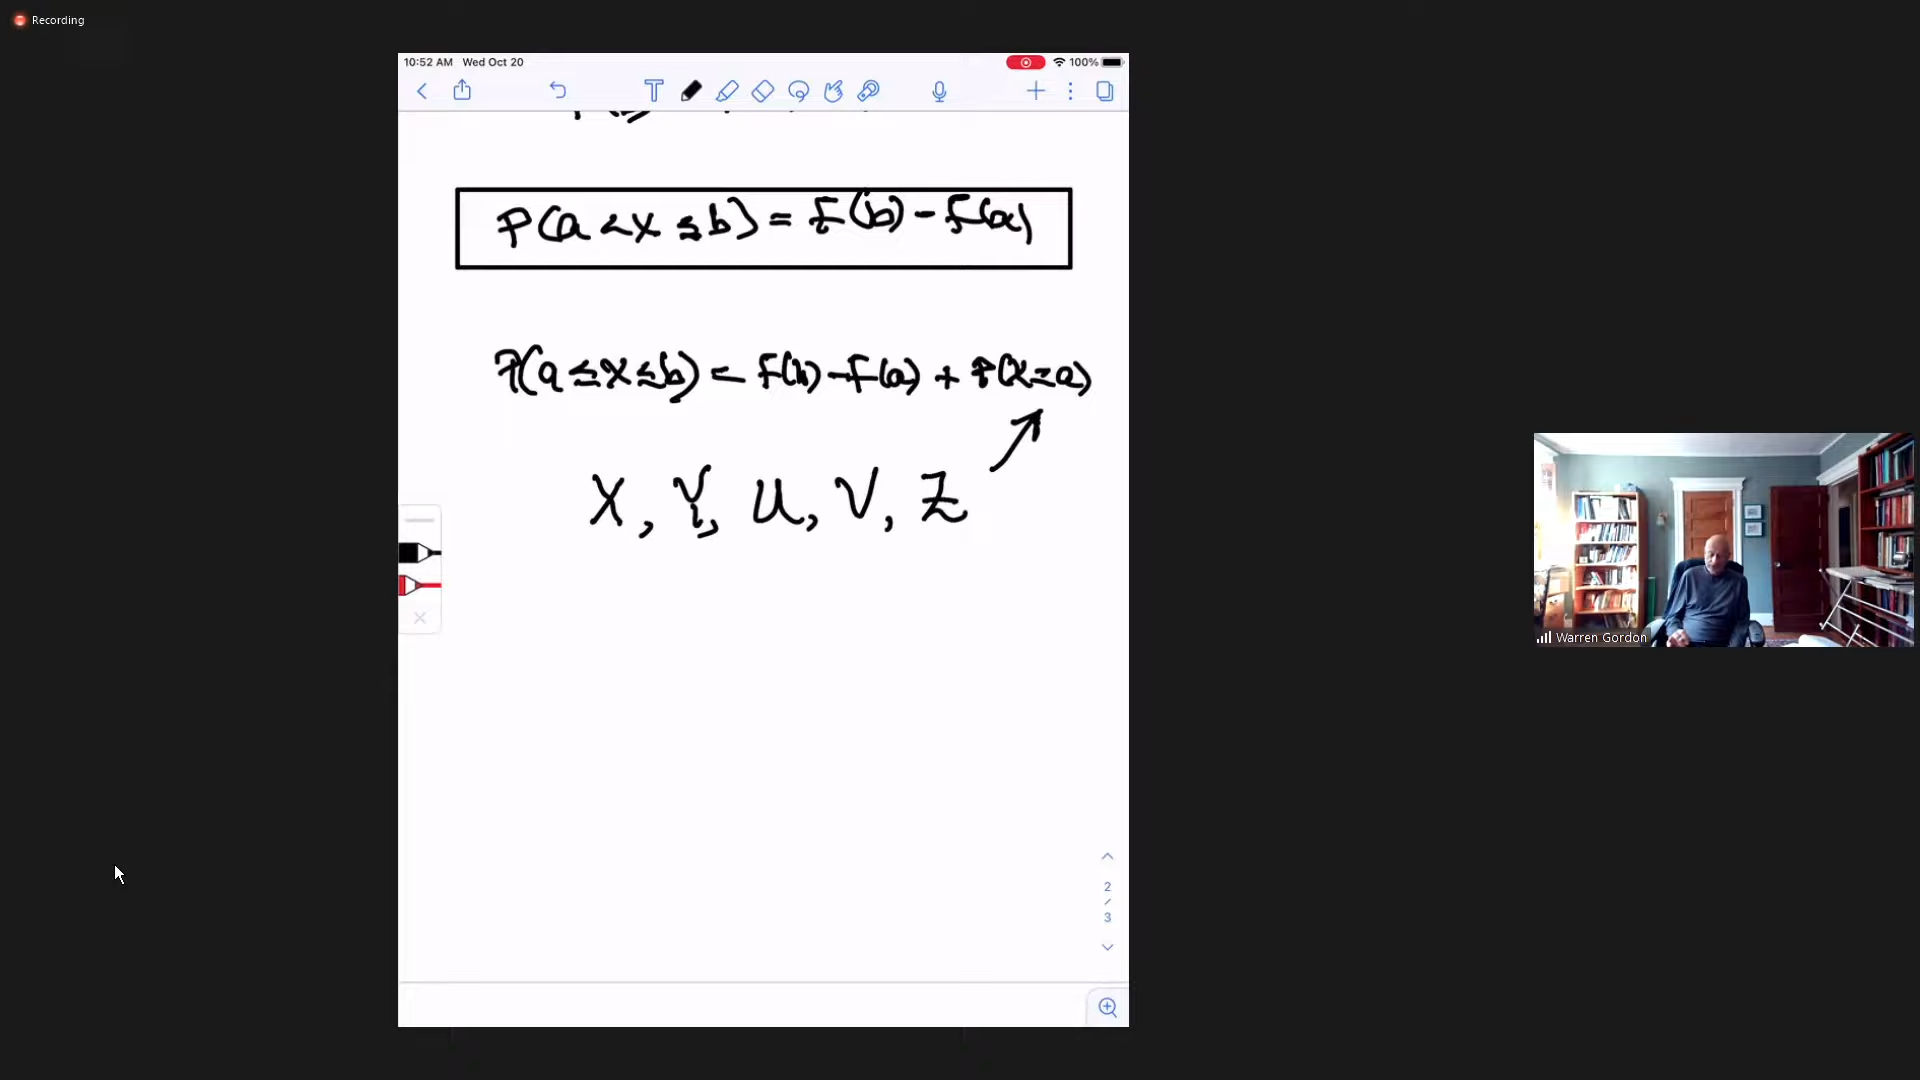 Recording
10:52 AM Wed Oct 20
100%
P(a < X ≤ b) = F(b) - F(a)
P(a ≤ X ≤ b) = F(b) - F(a) + P(X = a)
X, Y, U, V, Z
Warren Gordon
2
/
3